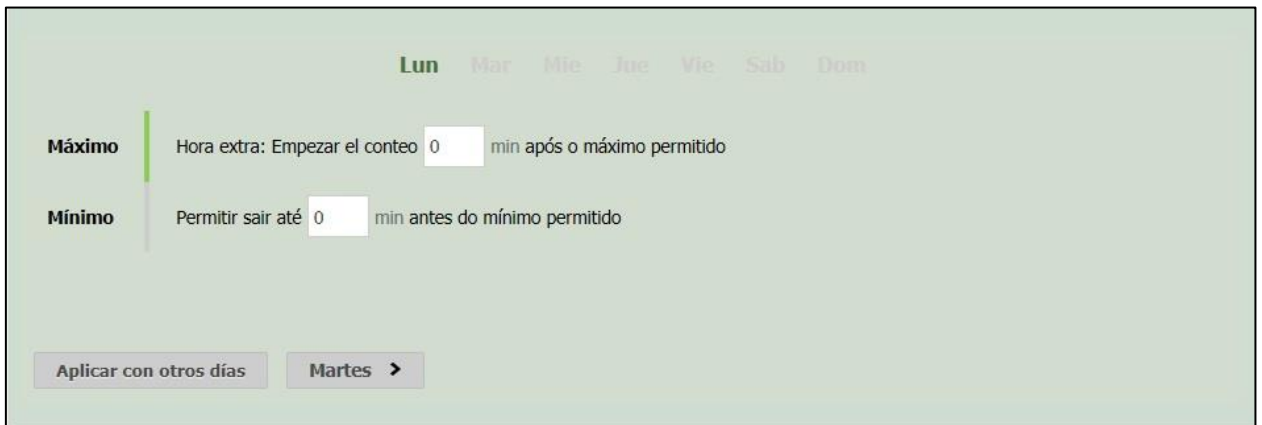 Lun Mar Mie Jue Vie Sab Dom
Máximo Hora extra: Empezar el conteo 0 min após o máximo permitido
Mínimo Permitir sair até 0 min antes do mínimo permitido
Aplicar con otros días Martes >